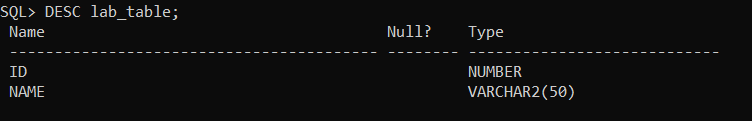 SQL> DESC lab_table;
Name Null? Type
----------------------------------------- -------- ----------------------------
ID NUMBER
NAME VARCHAR2(50)